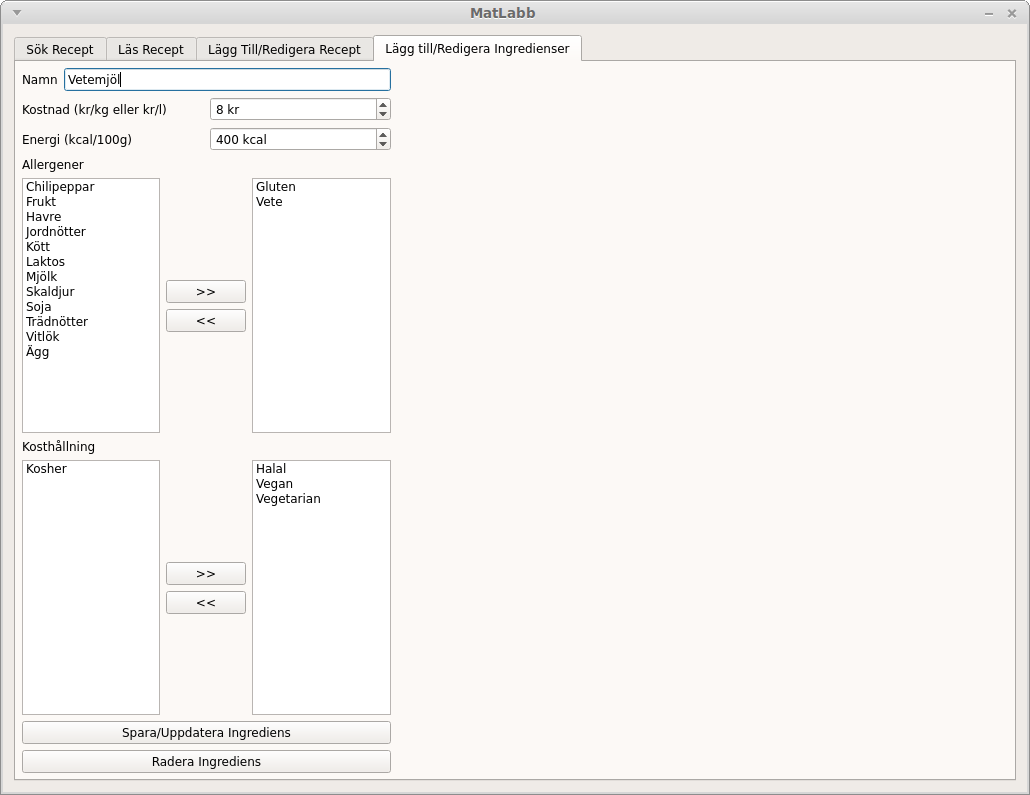 MatLabb
Sök Recept Läs Recept Lägg Till/Redigera Recept Lägg till/Redigera Ingredienser
Namn Vetemjöl
Kostnad (kr/kg eller kr/l) 8 kr
Energi (kcal/100g) 400 kcal
Allergener
Chilipeppar
Frukt
Havre
Jordnötter
Kött
Laktos
Mjölk
Skaldjur
Soja
Trädnötter
Vitlök
Ägg
>>
<<
Gluten
Vete
Kosthållning
Kosher
>>
<<
Halal
Vegan
Vegetarian
Spara/Uppdatera Ingrediens
Radera Ingrediens